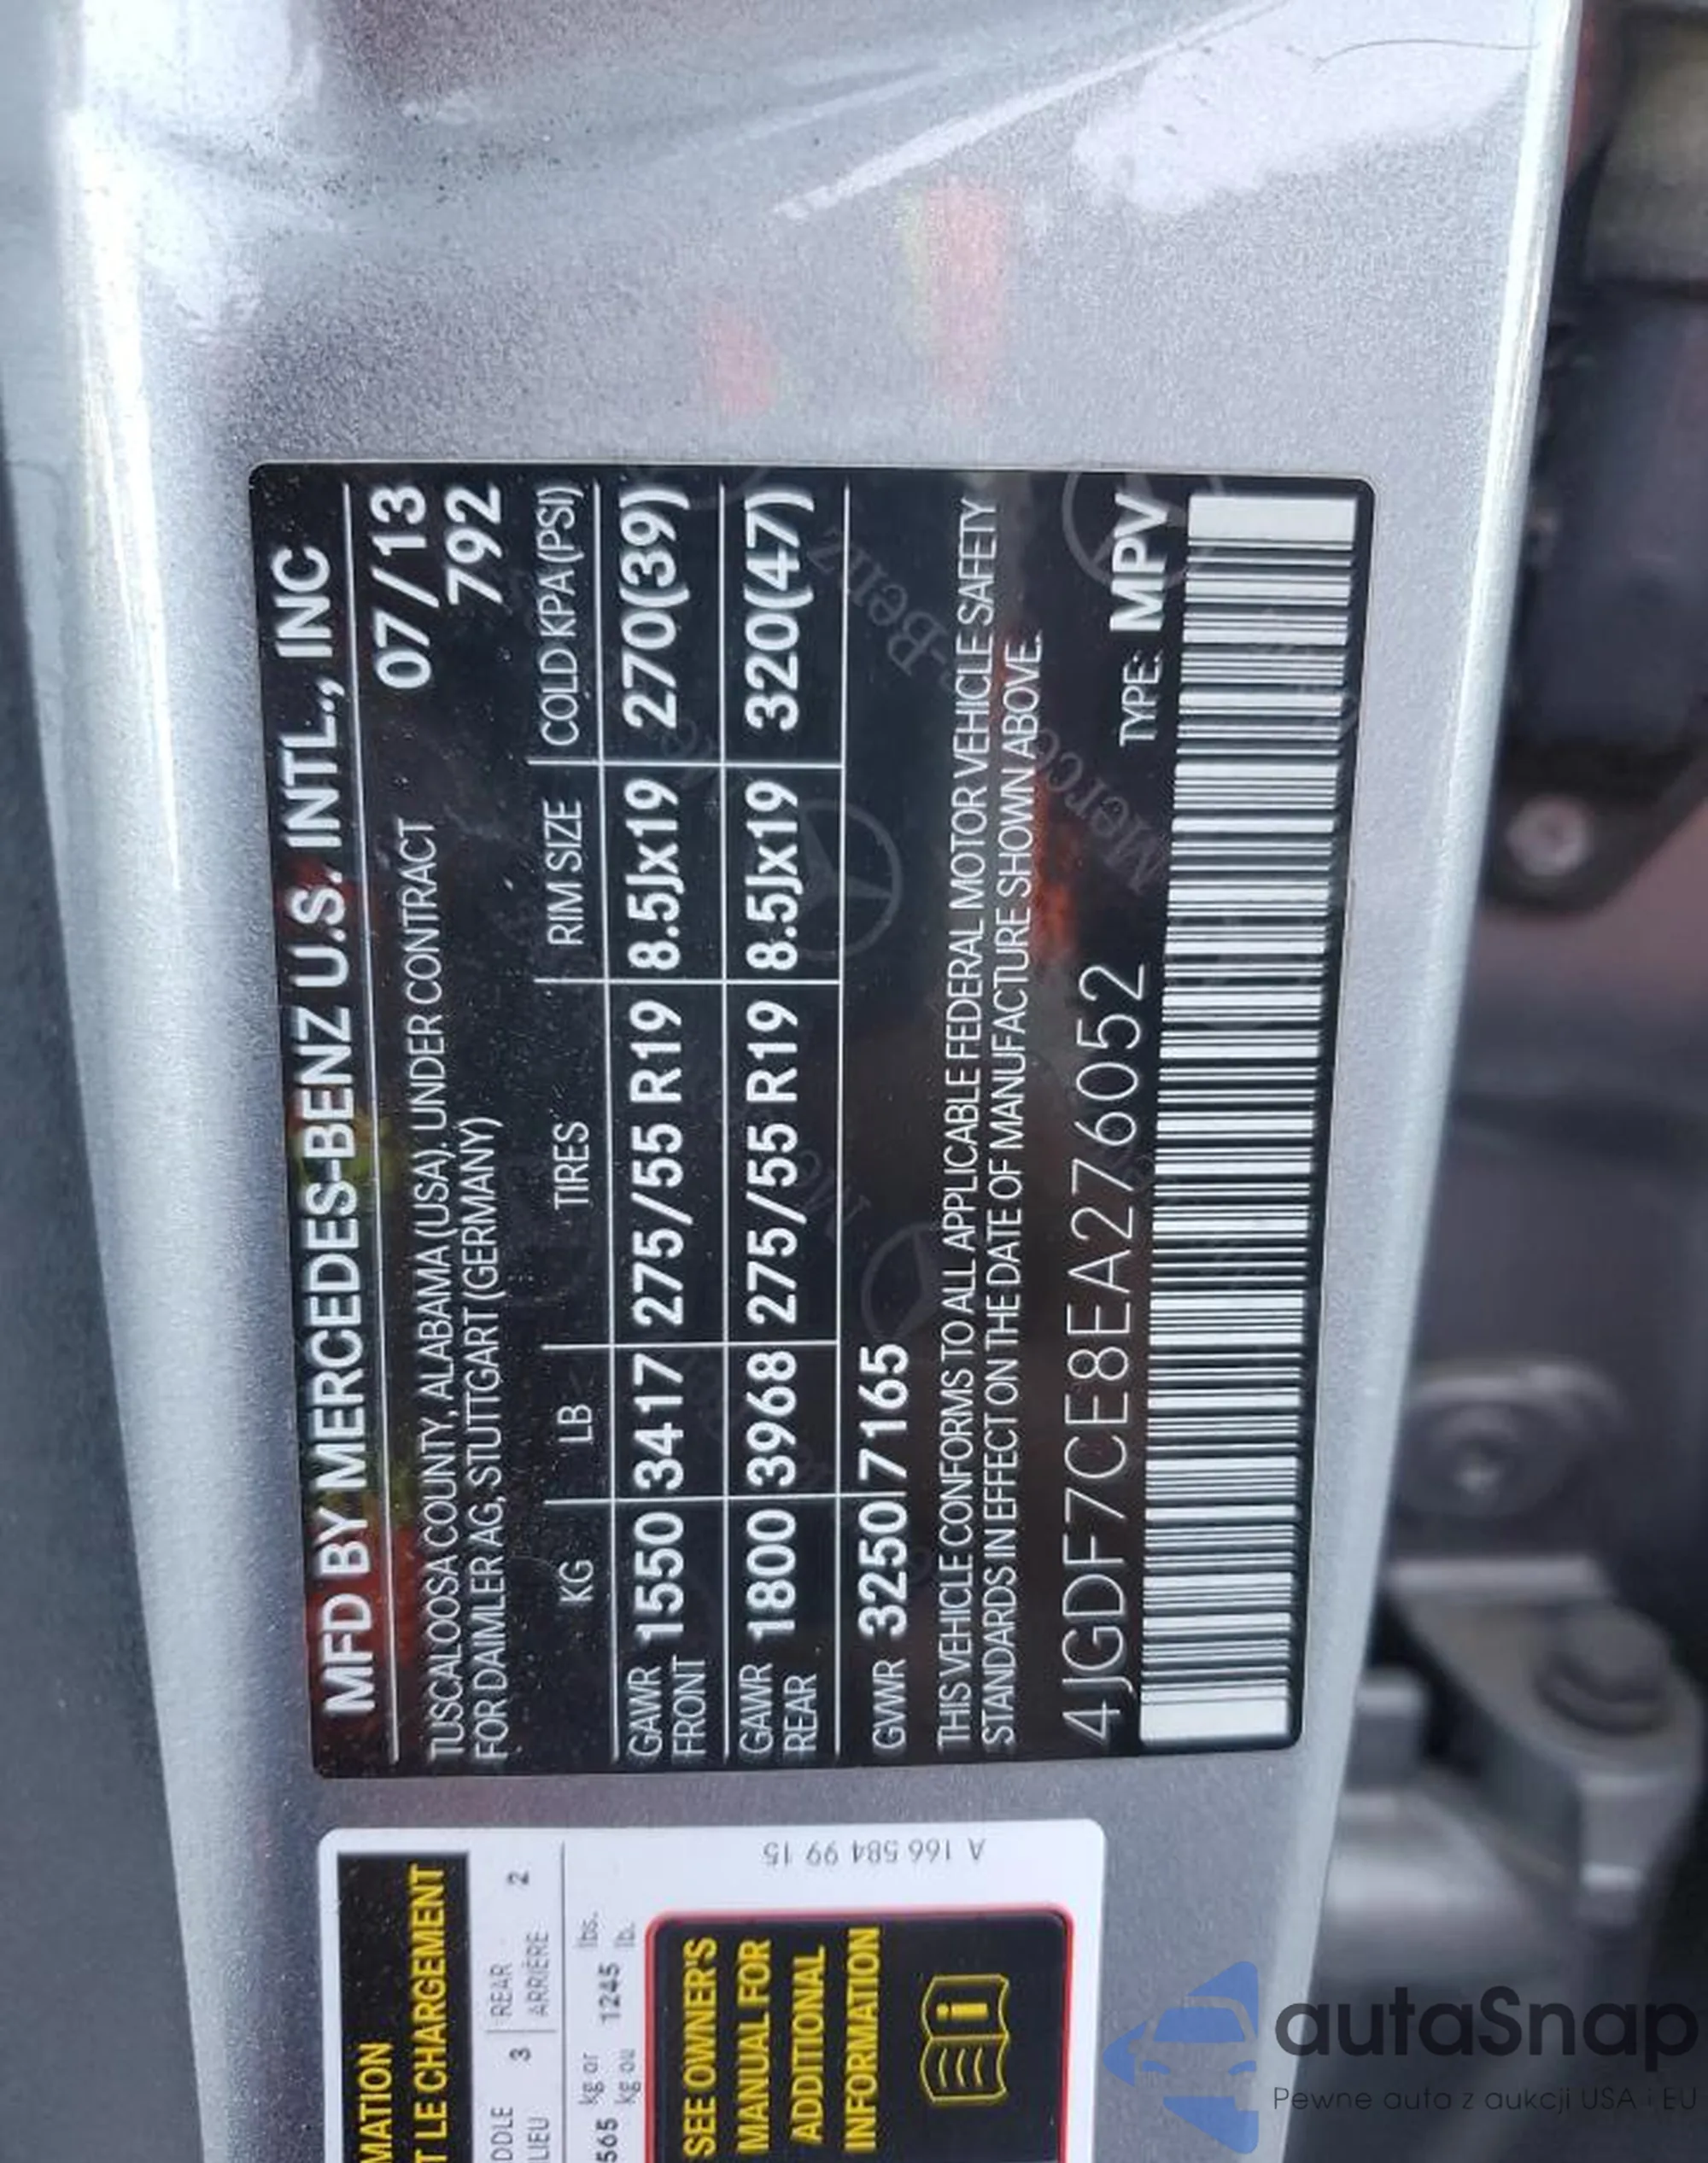 MFD BY MERCEDES-BENZ U.S. INTL., INC
TUSCALOOSA COUNTY, ALABAMA (USA), UNDER CONTRACT 07/13
FOR DAIMLER AG, STUTTGART (GERMANY) 792
KG LB TIRES RIM SIZE COLD KPA (PSI)
GAWR FRONT 1550 3417 275/55 R19 8.5Jx19 270(39)
GAWR REAR 1800 3968 275/55 R19 8.5Jx19 320(47)
GVWR 3250 7165
THIS VEHICLE CONFORMS TO ALL APPLICABLE FEDERAL MOTOR VEHICLE SAFETY
STANDARDS IN EFFECT ON THE DATE OF MANUFACTURE SHOWN ABOVE.
4JGDF7CE8EA276052 TYPE: MPV
MATION
T LE CHARGEMENT
DDLE 3 REAR 2
LIEU ARRIÈRE
565 kg or 1245 lbs.
kg ou lb.
SEE OWNER'S
MANUAL FOR
ADDITIONAL
INFORMATION
A 166 584 99 15
autaSnap
Pewne auta z aukcji USA i EU